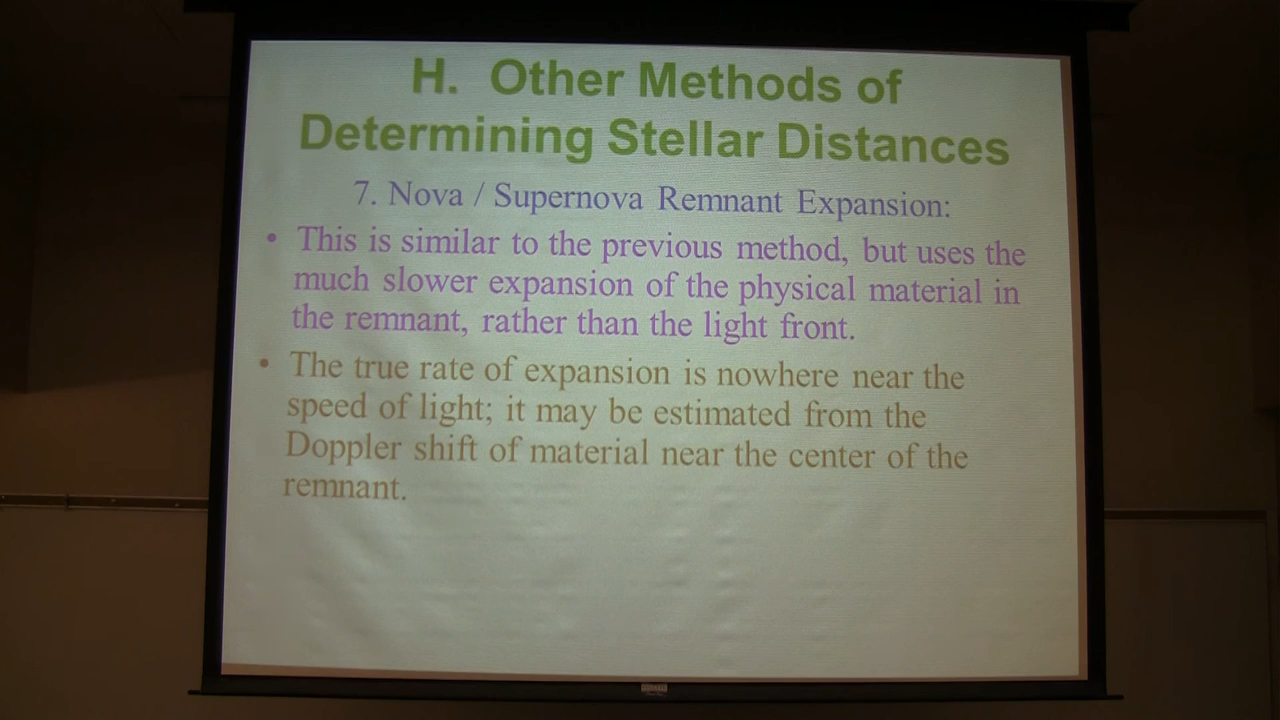 H. Other Methods of
Determining Stellar Distances
7. Nova / Supernova Remnant Expansion:
• This is similar to the previous method, but uses the
much slower expansion of the physical material in
the remnant, rather than the light front.
• The true rate of expansion is nowhere near the
speed of light; it may be estimated from the
Doppler shift of material near the center of the
remnant.